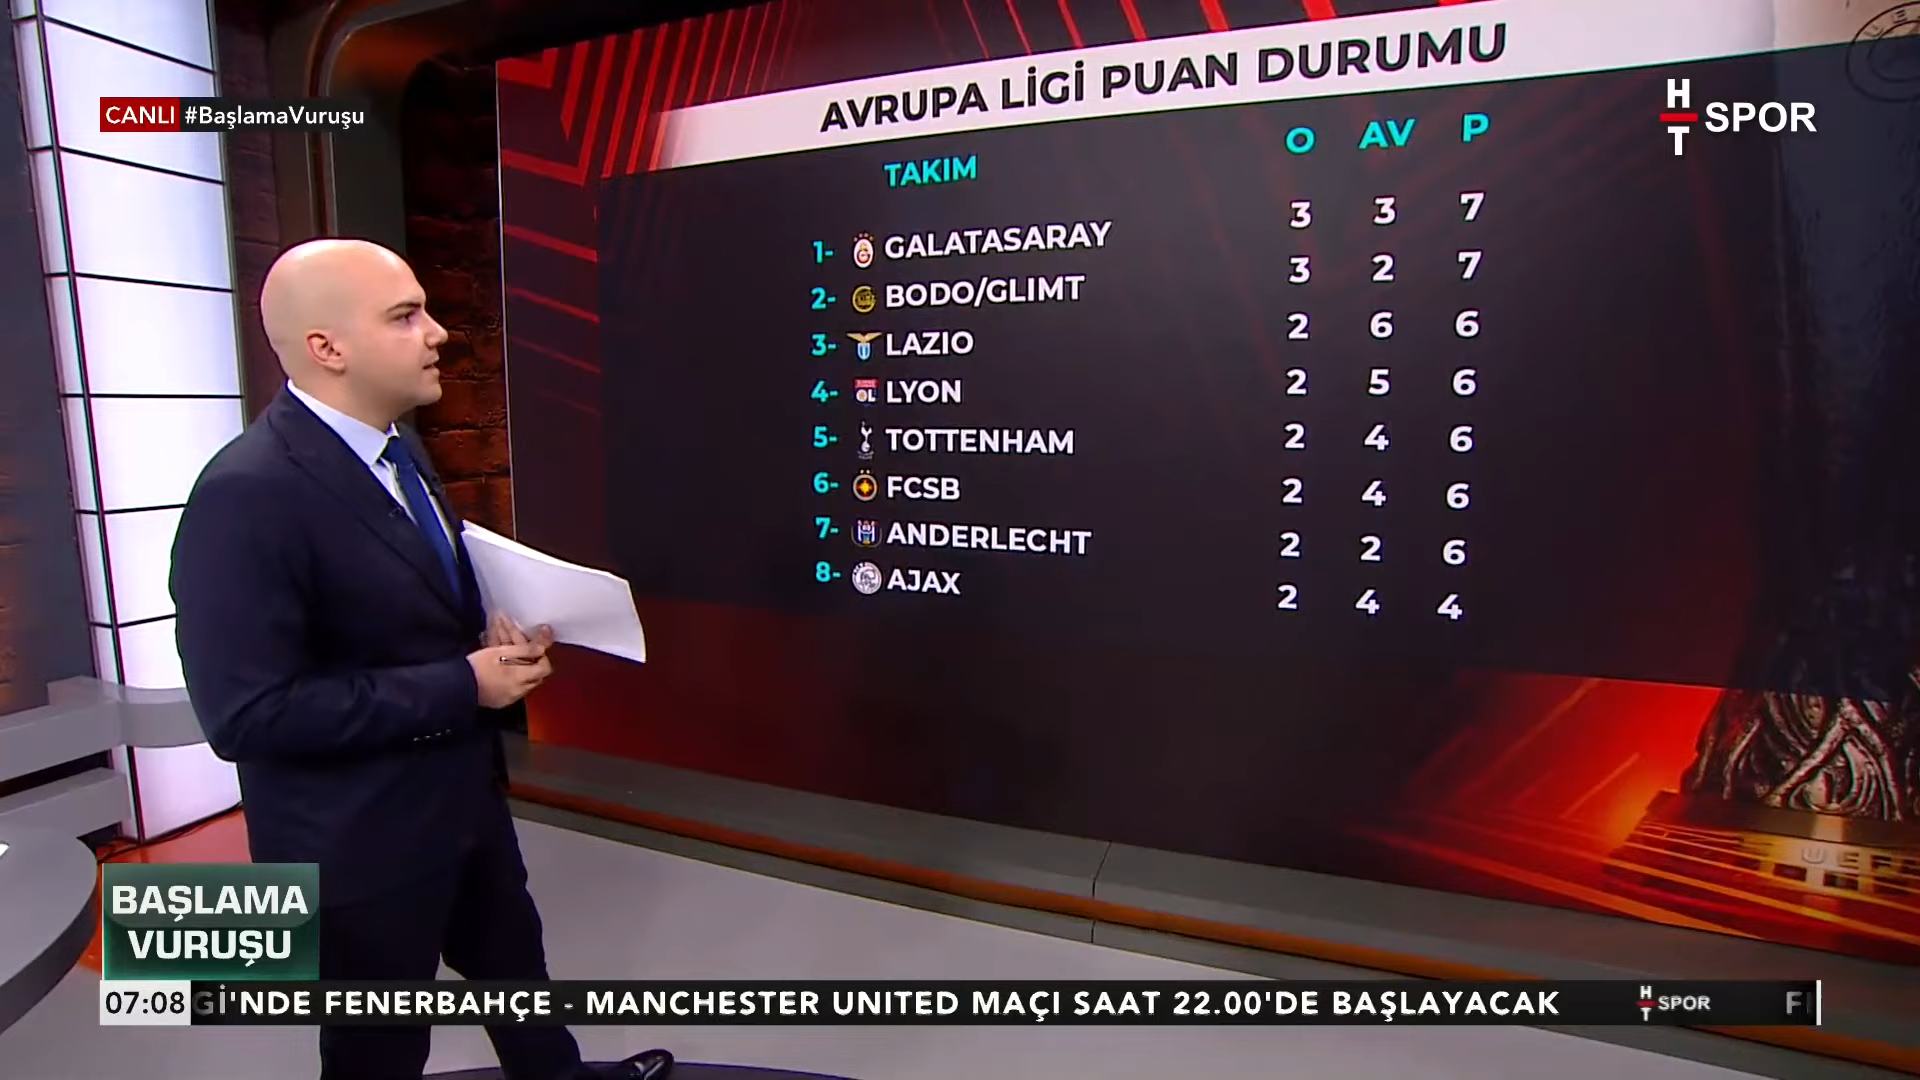 CANLI #BaşlamaVuruşu
AVRUPA LİGİ PUAN DURUMU
HT SPOR
TAKIM O AV P
1- GALATASARAY 3 3 7
2- BODO/GLIMT 3 2 7
3- LAZIO 2 6 6
4- LYON 2 5 6
5- TOTTENHAM 2 4 6
6- FCSB 2 4 6
7- ANDERLECHT 2 2 6
8- AJAX 2 4 4
BAŞLAMA
VURUŞU
07:08 Gİ'NDE FENERBAHÇE - MANCHESTER UNITED MAÇI SAAT 22.00'DE BAŞLAYACAK HT SPOR